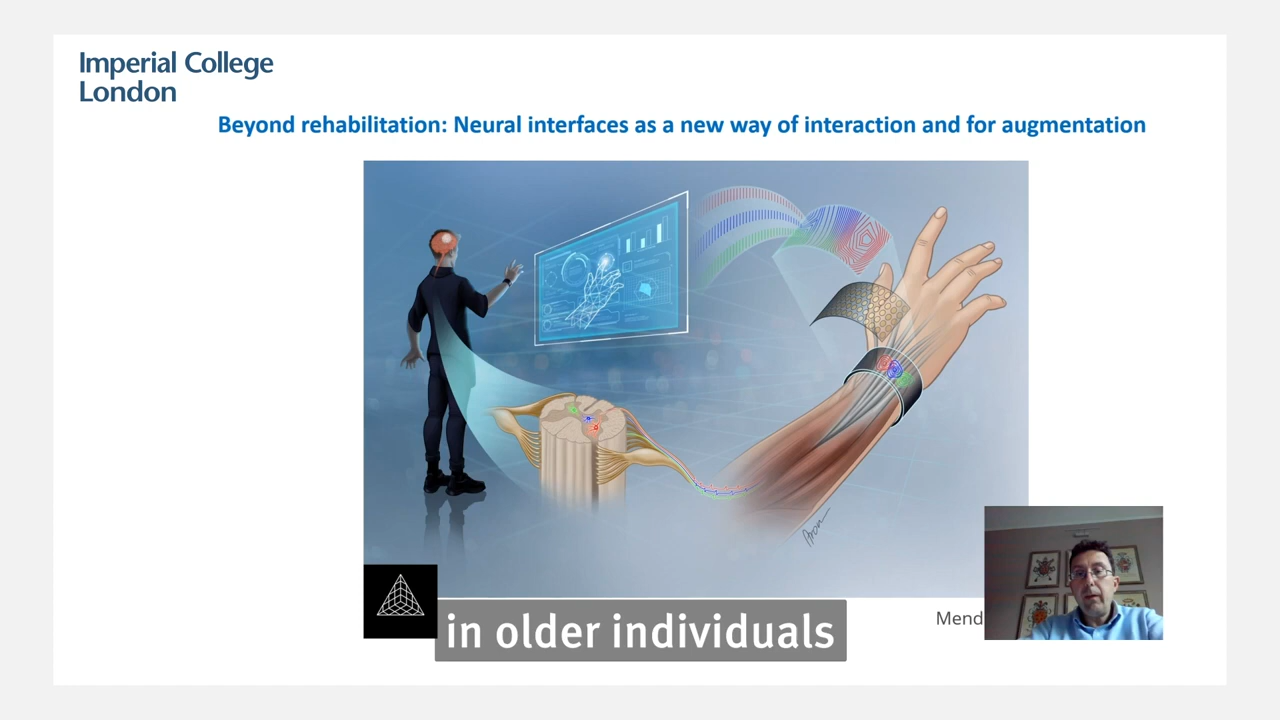 Imperial College
London
Beyond rehabilitation: Neural interfaces as a new way of interaction and for augmentation
in older individuals
Mend